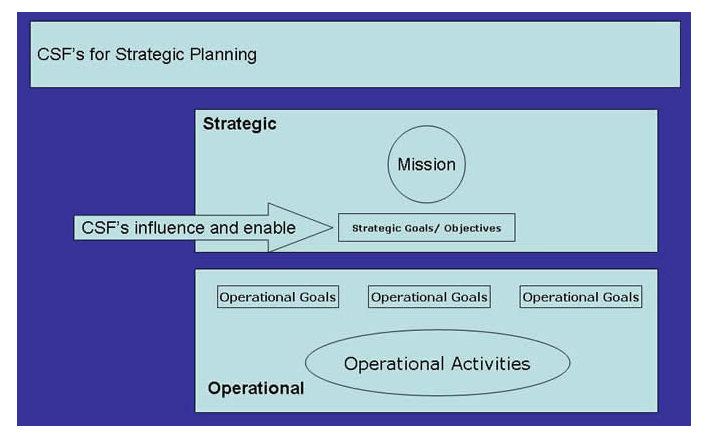 CSF's for Strategic Planning
Strategic
Mission
CSF's influence and enable
Strategic Goals/ Objectives
Operational Goals
Operational Goals
Operational Goals
Operational Activities
Operational